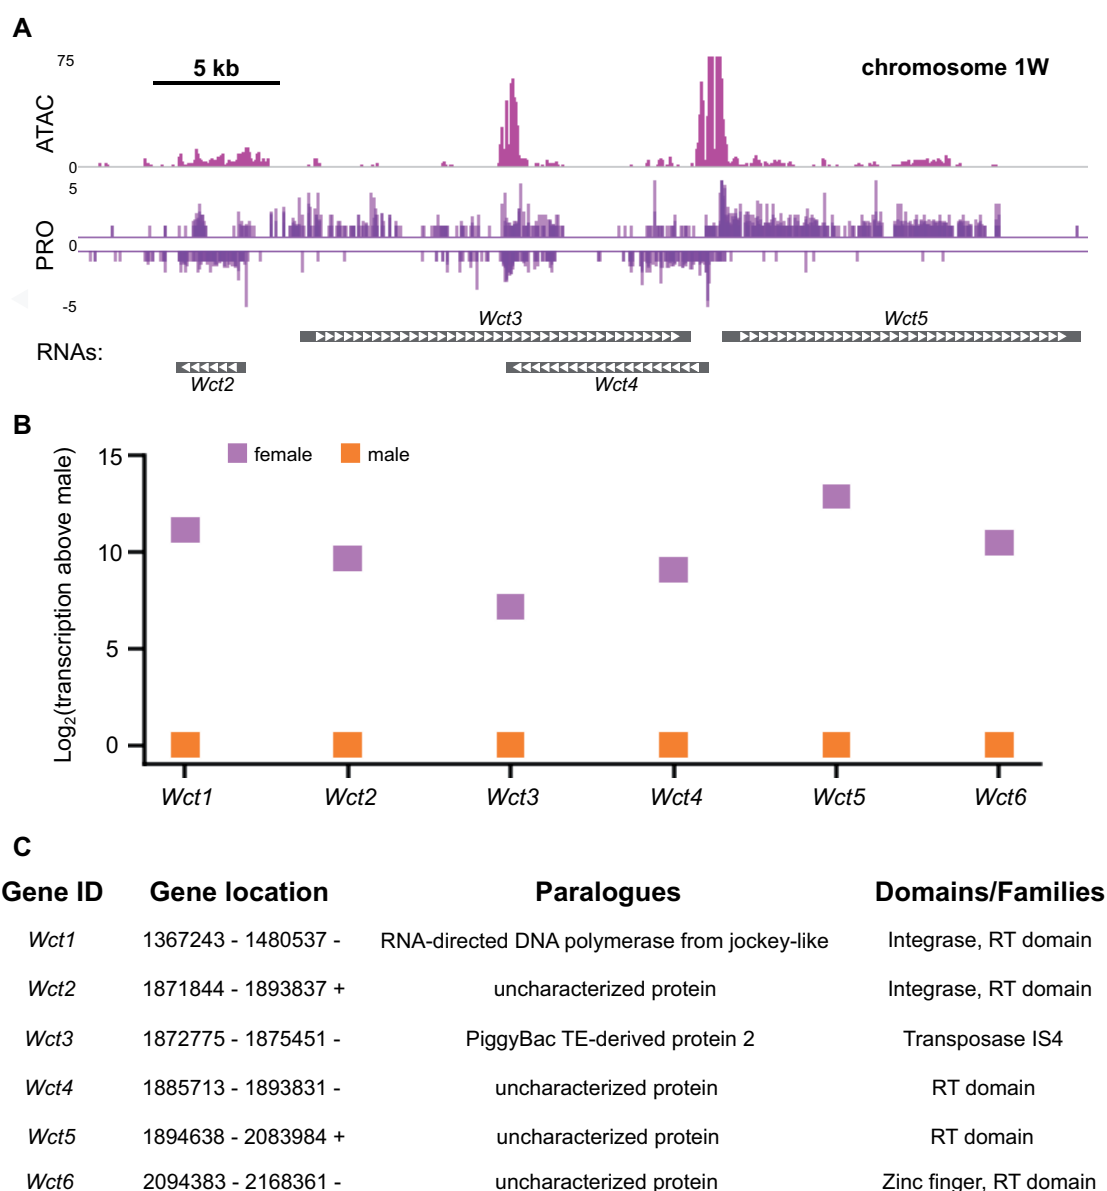 A
75
5 kb
chromosome 1W
ATAC
0
5
PRO
0
-5
Wct3
Wct5
RNAs:
Wct2
Wct4
B
female
male
Log2(transcription above male)
15
10
5
0
Wct1 Wct2 Wct3 Wct4 Wct5 Wct6
C
Gene ID Gene location Paralogues Domains/Families
Wct1 1367243 - 1480537 - RNA-directed DNA polymerase from jockey-like Integrase, RT domain
Wct2 1871844 - 1893837 + uncharacterized protein Integrase, RT domain
Wct3 1872775 - 1875451 - PiggyBac TE-derived protein 2 Transposase IS4
Wct4 1885713 - 1893831 - uncharacterized protein RT domain
Wct5 1894638 - 2083984 + uncharacterized protein RT domain
Wct6 2094383 - 2168361 - uncharacterized protein Zinc finger, RT domain